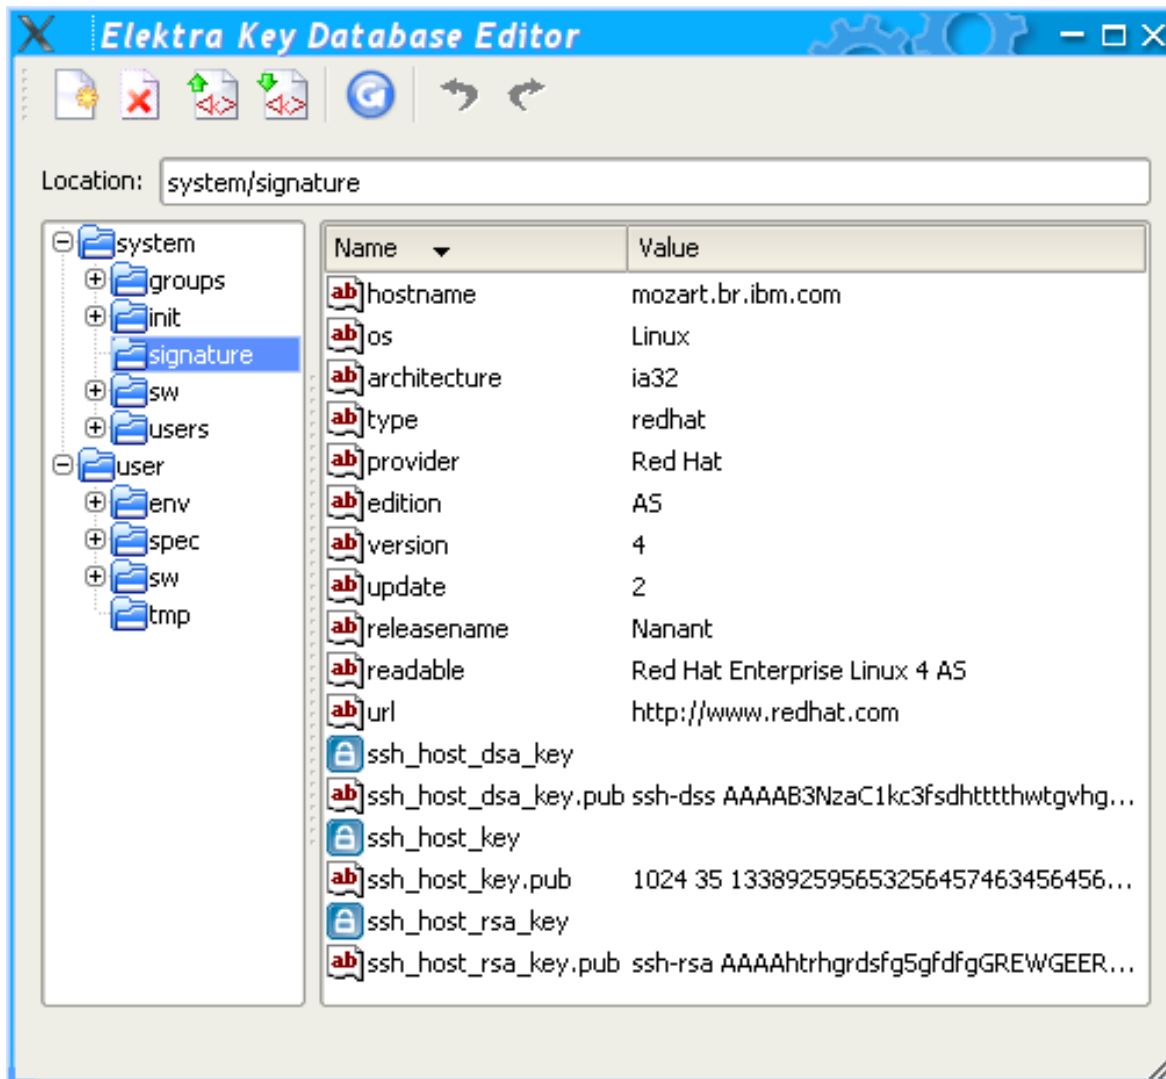 Elektra Key Database Editor
Location: system/signature
system
groups
init
signature
sw
users
user
env
spec
sw
tmp
Name Value
hostname mozart.br.ibm.com
os Linux
architecture ia32
type redhat
provider Red Hat
edition AS
version 4
update 2
releasename Nanant
readable Red Hat Enterprise Linux 4 AS
url http://www.redhat.com
ssh_host_dsa_key
ssh_host_dsa_key.pub ssh-dss AAAAB3NzaC1kc3fsdhtttthwtgvhg...
ssh_host_key
ssh_host_key.pub 1024 35 133892595653256457463456456...
ssh_host_rsa_key
ssh_host_rsa_key.pub ssh-rsa AAAAhtrhgrdsfg5gfdfgGREWGEER...